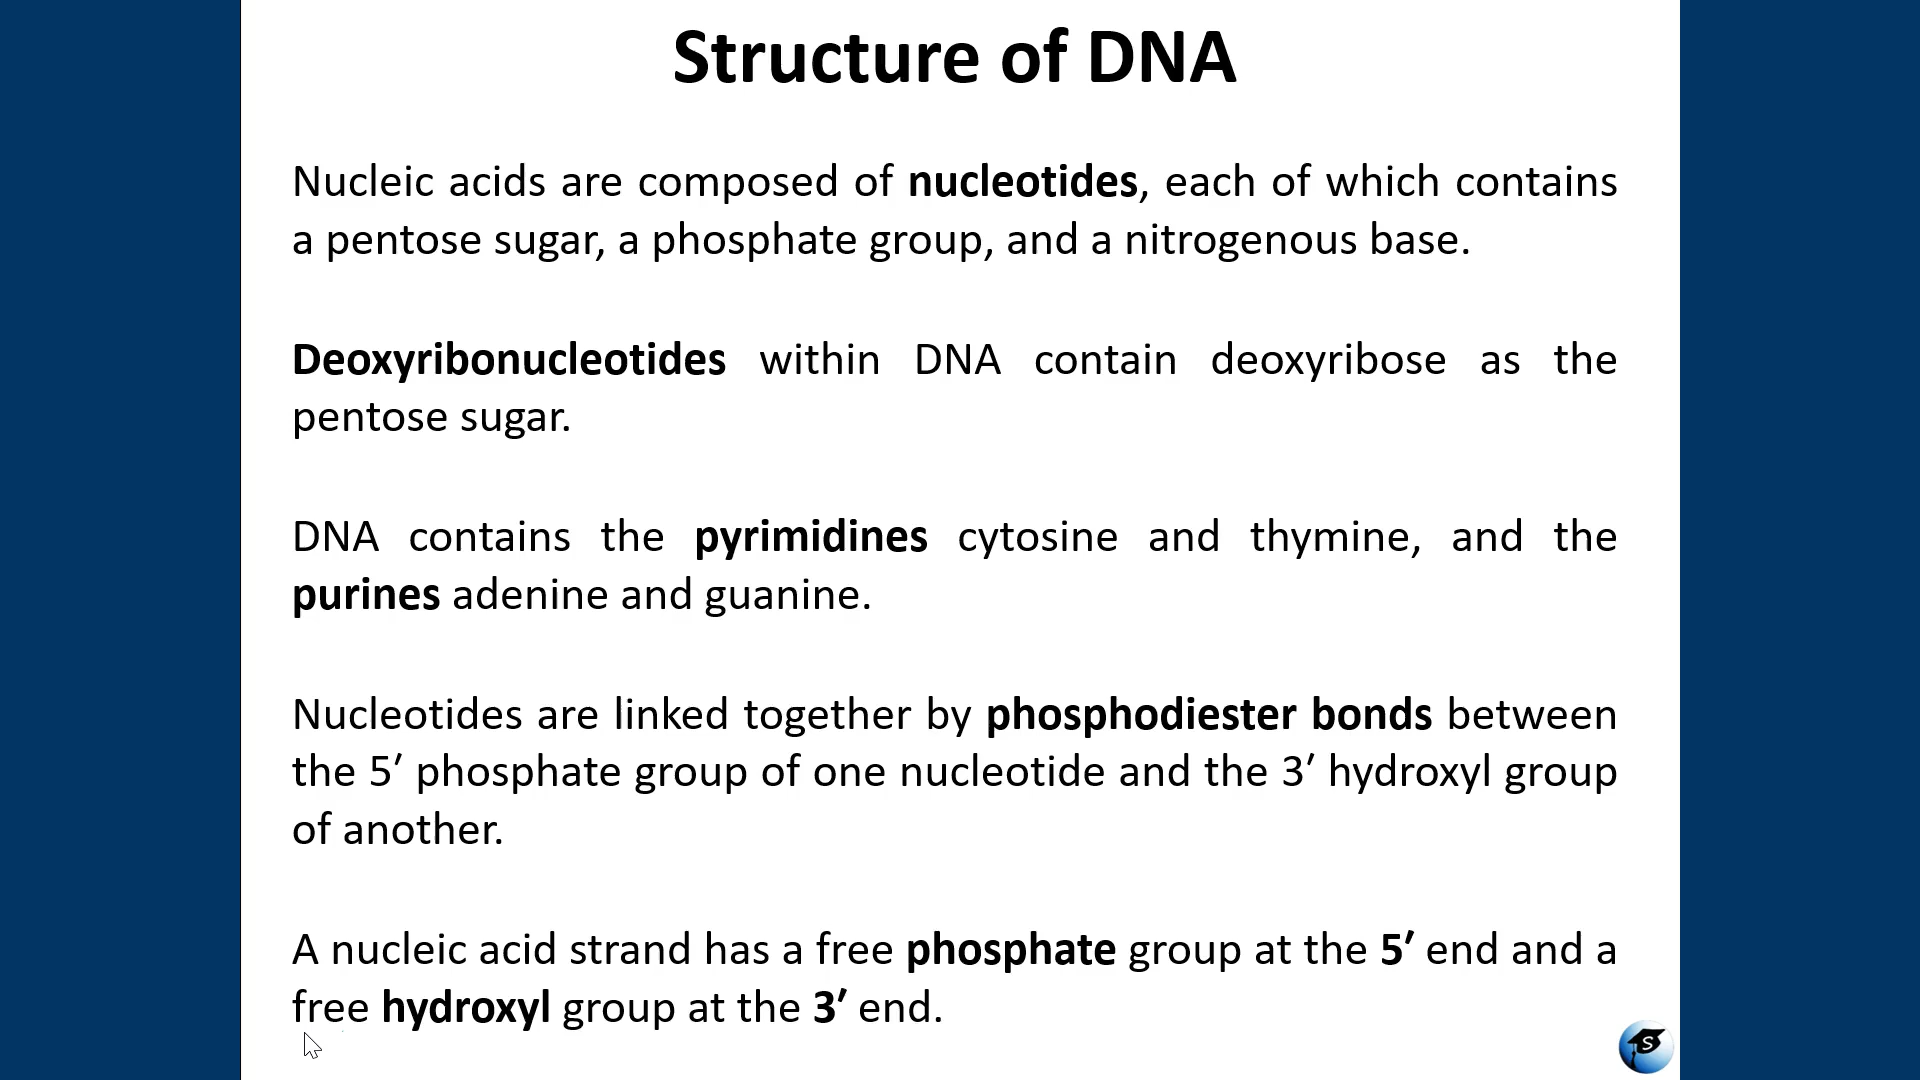 Structure of DNA
Nucleic acids are composed of nucleotides, each of which contains
a pentose sugar, a phosphate group, and a nitrogenous base.
Deoxyribonucleotides within DNA contain deoxyribose as the
pentose sugar.
DNA contains the pyrimidines cytosine and thymine, and the
purines adenine and guanine.
Nucleotides are linked together by phosphodiester bonds between
the 5′ phosphate group of one nucleotide and the 3′ hydroxyl group
of another.
A nucleic acid strand has a free phosphate group at the 5′ end and a
free hydroxyl group at the 3′ end.
S